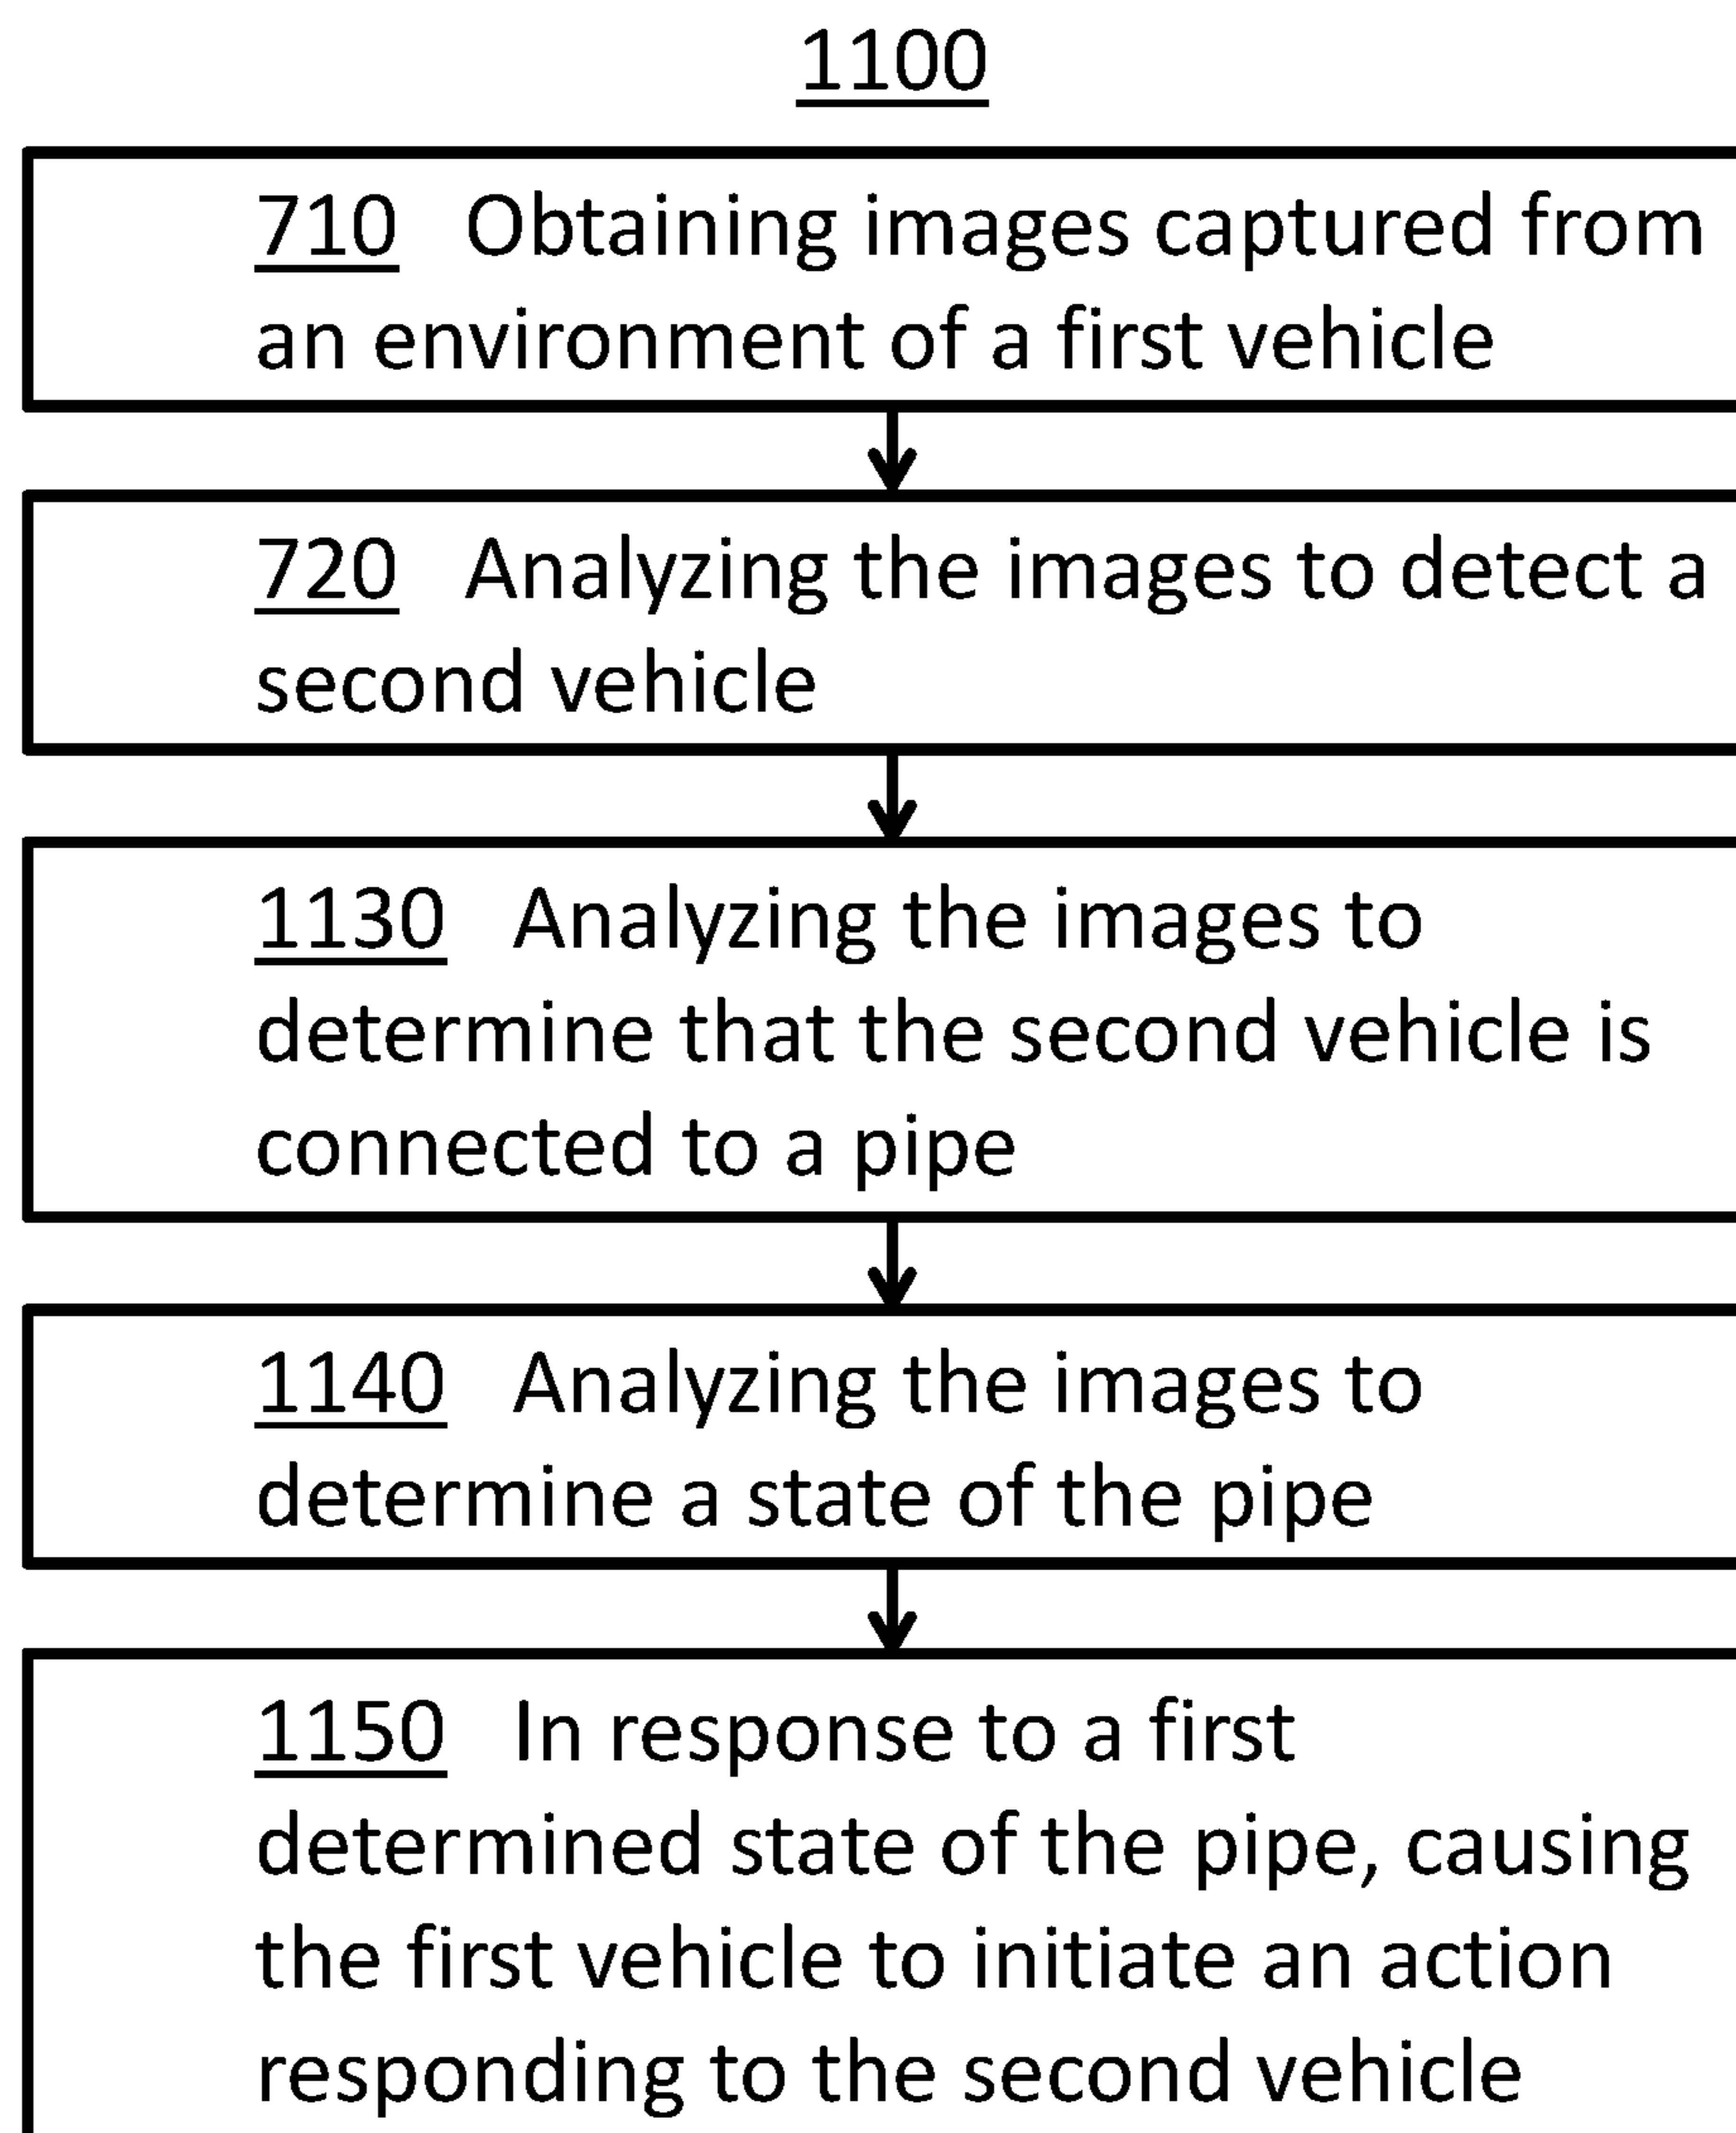 1100
710 Obtaining images captured from
an environment of a first vehicle
720 Analyzing the images to detect a
second vehicle
1130 Analyzing the images to
determine that the second vehicle is
connected to a pipe
1140 Analyzing the images to
determine a state of the pipe
1150 In response to a first
determined state of the pipe, causing
the first vehicle to initiate an action
responding to the second vehicle